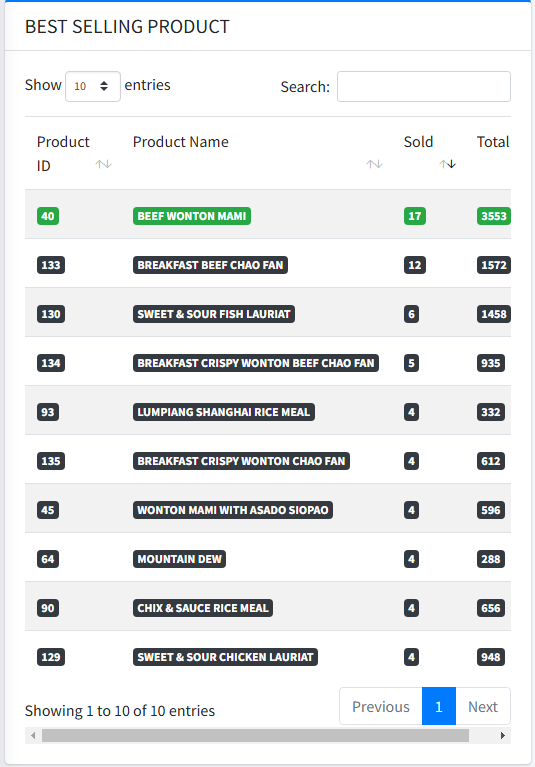 BEST SELLING PRODUCT
Show 10 entries Search:
Product ID Product Name Sold Total
40 BEEF WONTON MAMI 17 3553
133 BREAKFAST BEEF CHAO FAN 12 1572
130 SWEET & SOUR FISH LAURIAT 6 1458
134 BREAKFAST CRISPY WONTON BEEF CHAO FAN 5 935
93 LUMPIANG SHANGHAI RICE MEAL 4 332
135 BREAKFAST CRISPY WONTON CHAO FAN 4 612
45 WONTON MAMI WITH ASADO SIOPAO 4 596
64 MOUNTAIN DEW 4 288
90 CHIX & SAUCE RICE MEAL 4 656
129 SWEET & SOUR CHICKEN LAURIAT 4 948
Showing 1 to 10 of 10 entries Previous 1 Next